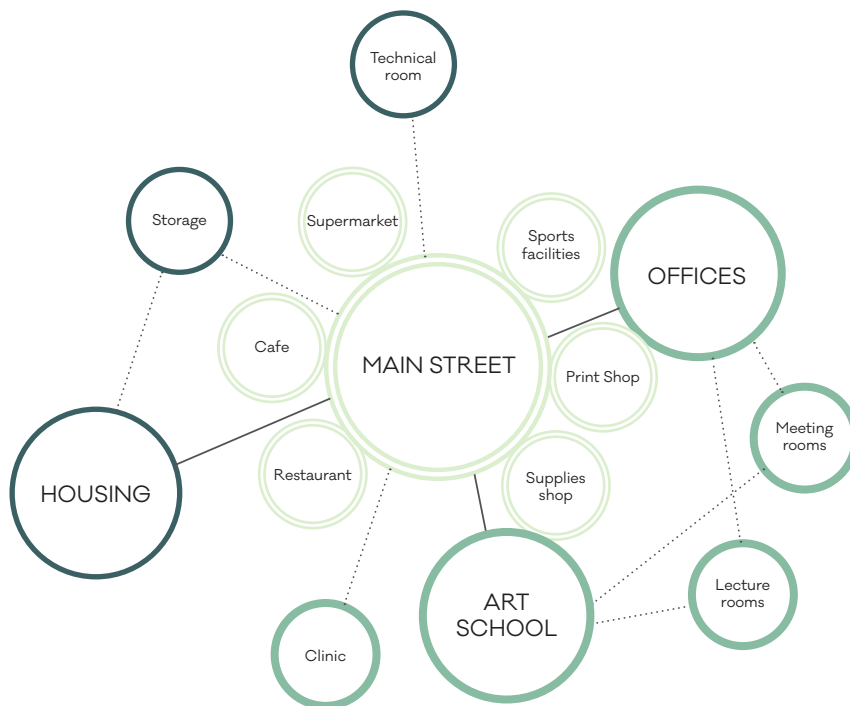 Technical
room
Storage
Supermarket
Sports
facilities
OFFICES
Cafe
MAIN STREET
Print Shop
Meeting
rooms
HOUSING
Restaurant
Supplies
shop
ART
SCHOOL
Lecture
rooms
Clinic